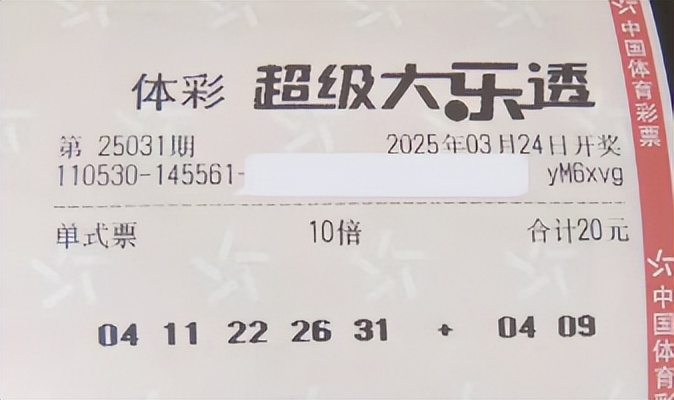 体彩 超级大乐透
第 25031期 2025年03月24日开奖
110530-145561- yM6xvg
单式票 10倍 合计20元
04 11 22 26 31 + 04 09
中国体育彩票
中国体育彩